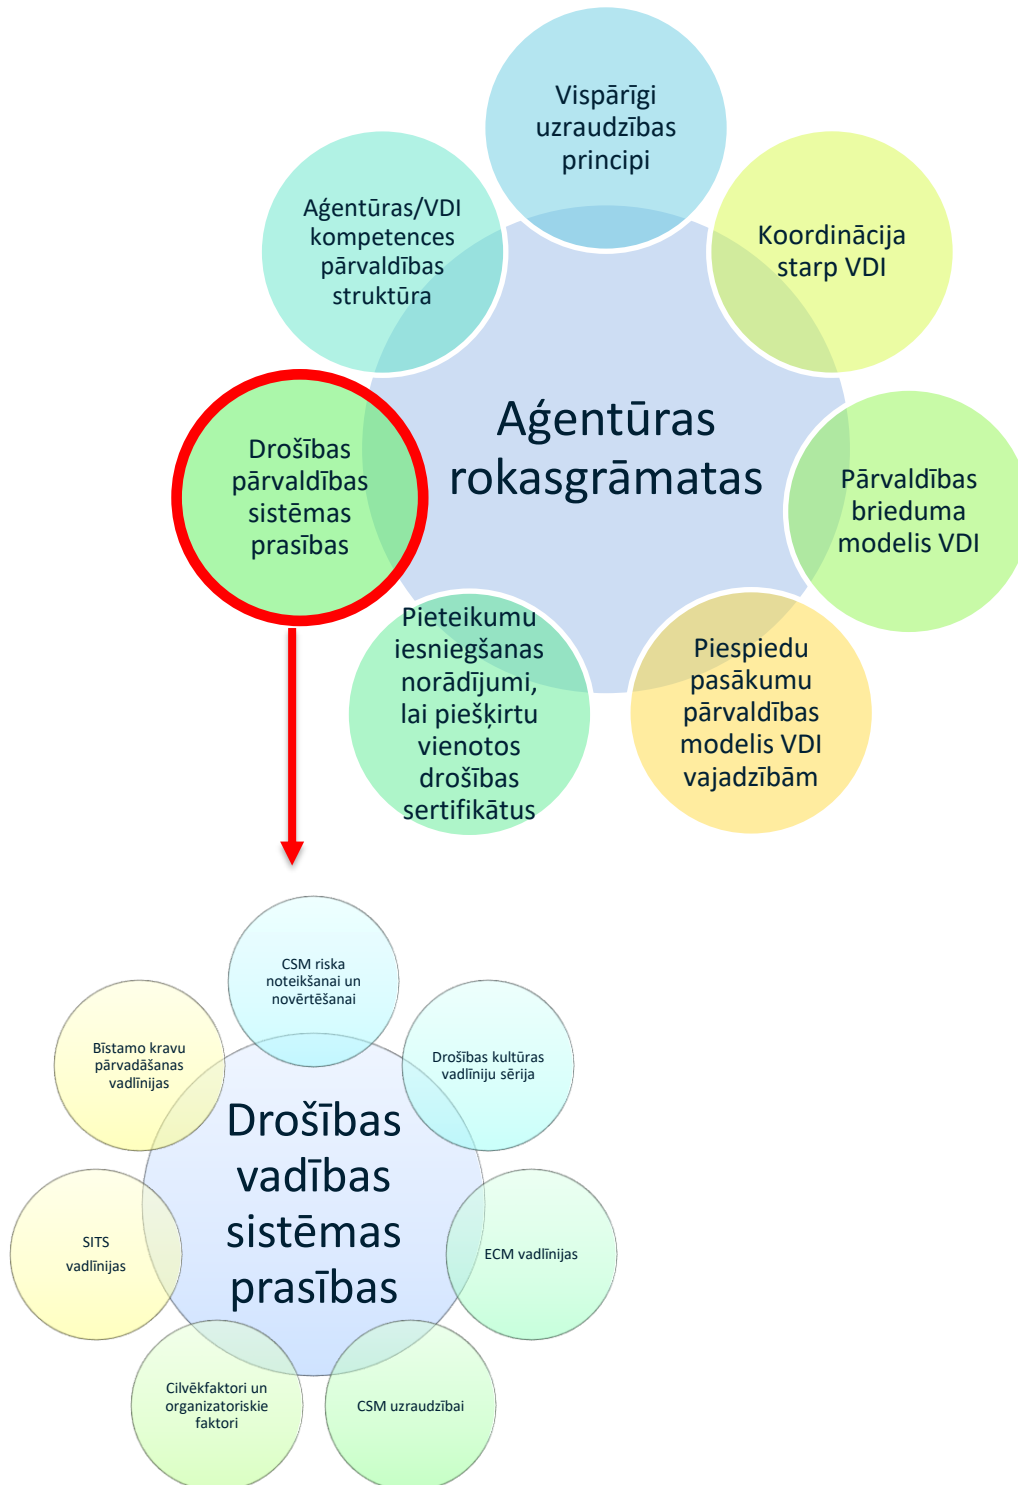 Vispārīgi
uzraudzības
principi
Aģentūras/VDI
kompetences
pārvaldības
struktūra
Koordinācija
starp VDI
Aģentūras
rokasgrāmatas
Drošības
pārvaldības
sistēmas
prasības
Pārvaldības
brieduma
modelis VDI
Pieteikumu
iesniegšanas
norādījumi,
lai piešķirtu
vienotos
drošības
sertifikātus
Piespiedu
pasākumu
pārvaldības
modelis VDI
vajadzībām
CSM riska
noteikšanai un
novērtēšanai
Bīstamo kravu
pārvadāšanas
vadlīnijas
Drošības kultūras
vadlīniju sērija
Drošības
vadības
sistēmas
prasības
SITS
vadlīnijas
ECM vadlīnijas
Cilvēkfaktori un
organizatoriskie
faktori
CSM uzraudzībai